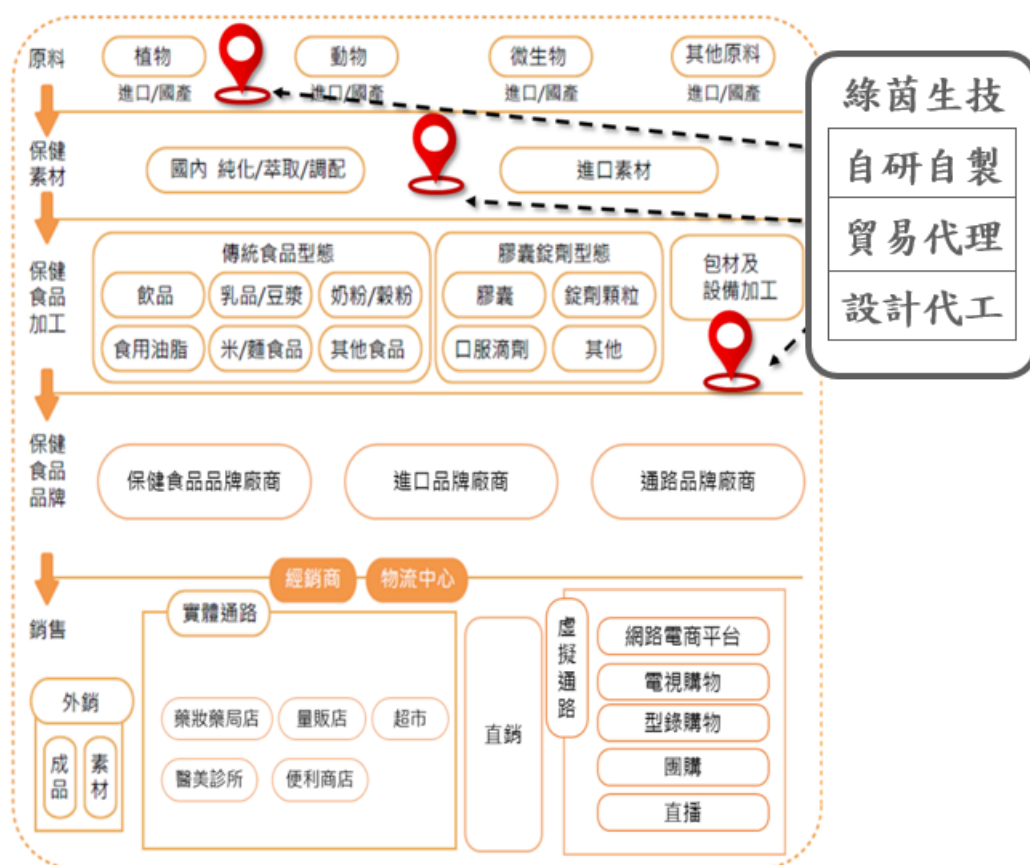 原料
植物
動物
微生物
其他原料
進口/國產
進口/國產
進口/國產
進口/國產
綠茵生技
自研自製
貿易代理
設計代工
保健
素材
國內 純化/萃取/調配
進口素材
保健
食品
加工
傳統食品型態
飲品
乳品/豆漿
奶粉/穀粉
食用油脂
米/麵食品
其他食品
膠囊錠劑型態
膠囊
錠劑顆粒
口服滴劑
其他
包材及
設備加工
保健
食品
品牌
保健食品品牌廠商
進口品牌廠商
通路品牌廠商
經銷商
物流中心
銷售
外銷
成品
素材
實體通路
藥妝藥局店
量販店
超市
醫美診所
便利商店
直銷
虛擬通路
網路電商平台
電視購物
型錄購物
團購
直播